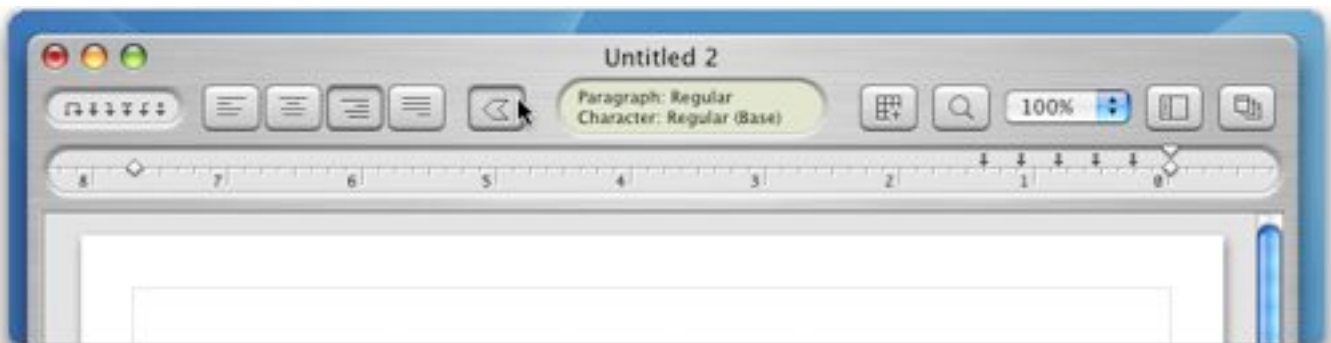 Untitled 2
Paragraph: Regular
Character: Regular (Base)
100%
8 7 6 5 4 3 2 1 0